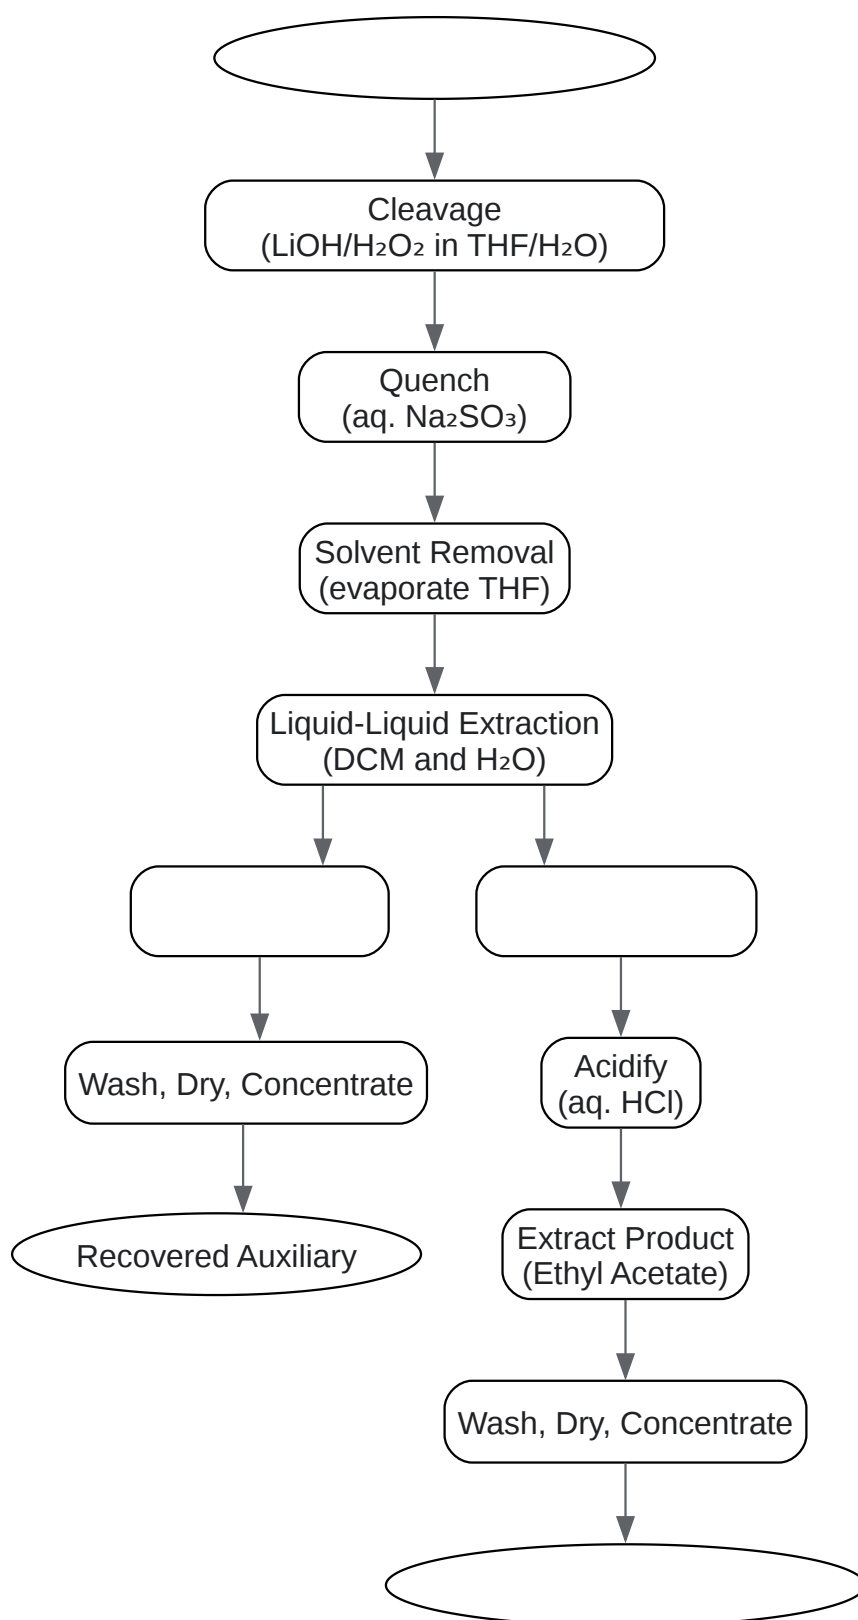 Cleavage
(LiOH/H₂O₂ in THF/H₂O)
Quench
(aq. Na₂SO₃)
Solvent Removal
(evaporate THF)
Liquid-Liquid Extraction
(DCM and H₂O)
Wash, Dry, Concentrate
Recovered Auxiliary
Acidify
(aq. HCl)
Extract Product
(Ethyl Acetate)
Wash, Dry, Concentrate